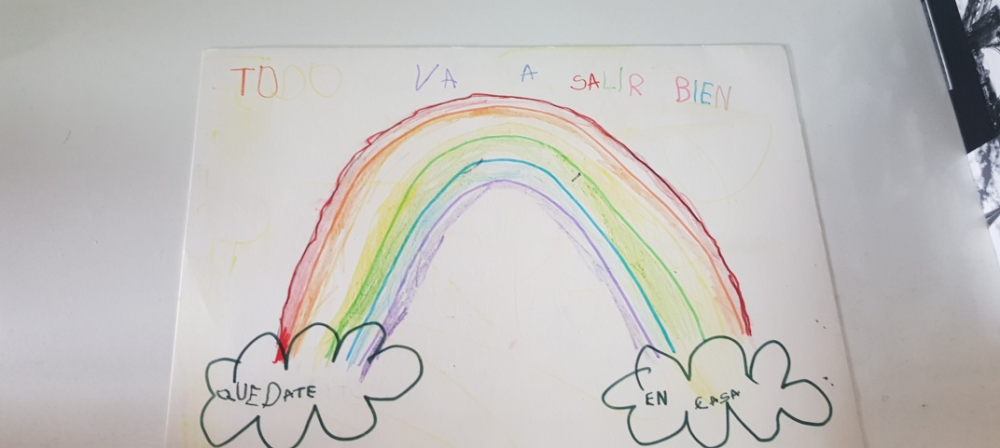 TODO VA A SALIR BIEN
QUEDATE
EN CASA